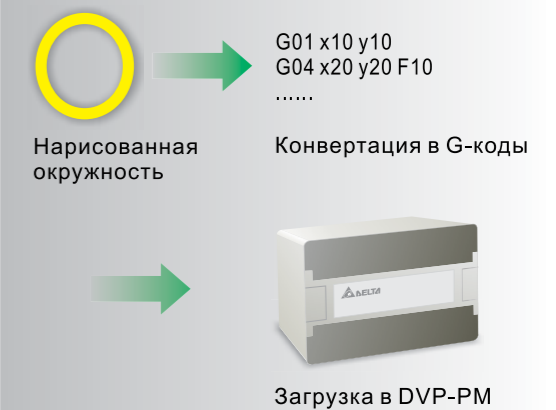 G01 x10 y10
G04 x20 y20 F10
......
Нарисованная
окружность
Конвертация в G-коды
DELTA
Загрузка в DVP-PM